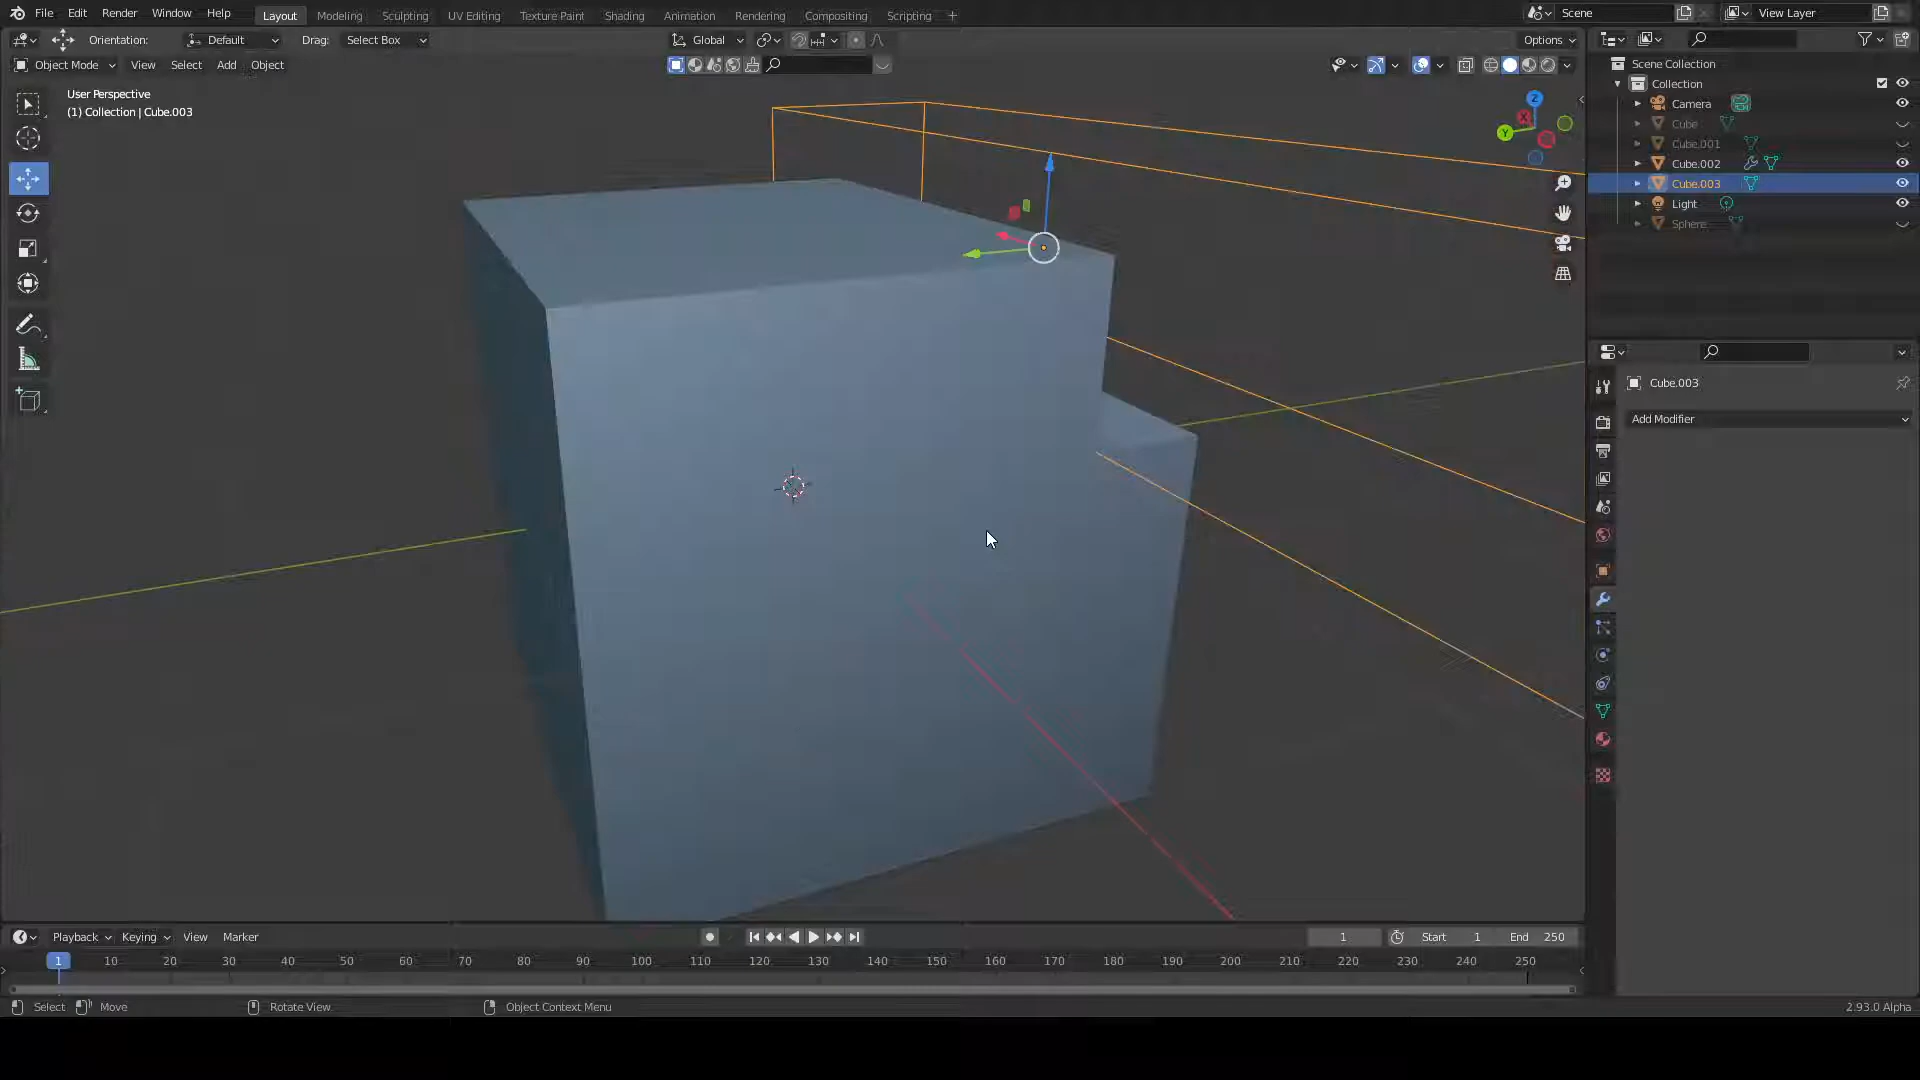 File Edit Render Window Help Layout Modeling Sculpting UV Editing Texture Paint Shading Animation Rendering Compositing Scripting + Scene View Layer
Orientation: Default Drag: Select Box Global Options
Object Mode View Select Add Object
User Perspective
(1) Collection | Cube.003
Z
X
Y
Scene Collection
Collection
Camera
Cube
Cube.001
Cube.002
Cube.003
Light
Sphere
Cube.003
Add Modifier
Playback Keying View Marker 1 Start 1 End 250
1 10 20 30 40 50 60 70 80 90 100 110 120 130 140 150 160 170 180 190 200 210 220 230 240 250
Select Move Rotate View Object Context Menu 2.93.0 Alpha